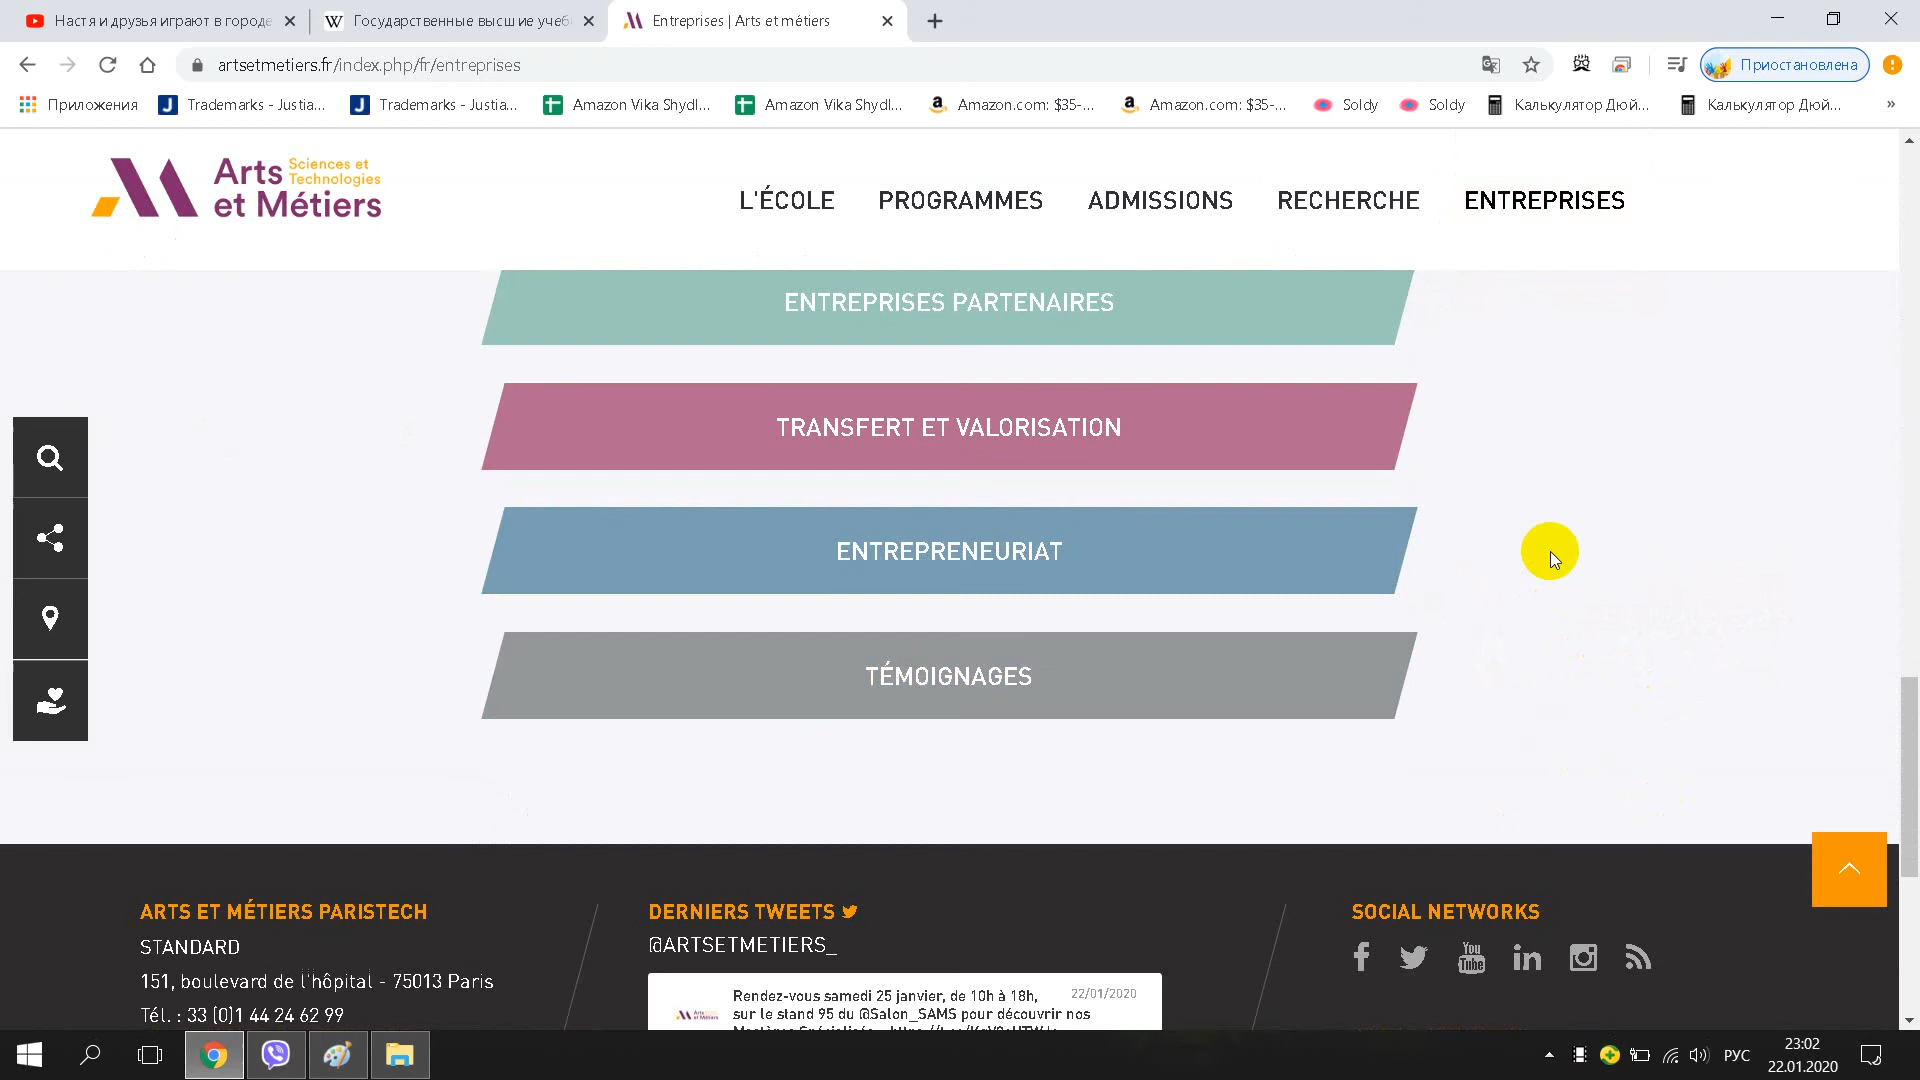 Настя и друзья играют в городе
Государственные высшие учеб
Entreprises | Arts et métiers
artsetmetiers.fr/index.php/fr/entreprises
Приостановлена
Приложения
Trademarks - Justia...
Trademarks - Justia...
Amazon Vika Shydl...
Amazon Vika Shydl...
Amazon.com: $35-...
Amazon.com: $35-...
Soldy
Soldy
Калькулятор Дюй...
Калькулятор Дюй...
»
Arts Sciences et Technologies
et Métiers
L'ÉCOLE
PROGRAMMES
ADMISSIONS
RECHERCHE
ENTREPRISES
ENTREPRISES PARTENAIRES
TRANSFERT ET VALORISATION
ENTREPRENEURIAT
TÉMOIGNAGES
ARTS ET MÉTIERS PARISTECH
STANDARD
151, boulevard de l'hôpital - 75013 Paris
Tél. : 33 (0)1 44 24 62 99
DERNIERS TWEETS
@ARTSETMETIERS_
Rendez-vous samedi 25 janvier, de 10h à 18h,
22/01/2020
sur le stand 95 du @Salon_SAMS pour découvrir nos
SOCIAL NETWORKS
You
Tube
РУС
23:02
22.01.2020